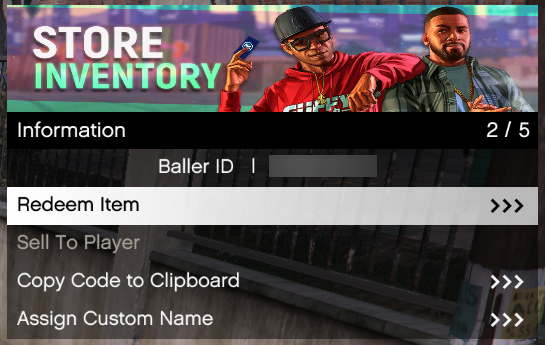 STORE
INVENTORY
Information 2 / 5
Baller ID |
Redeem Item >>>
Sell To Player
Copy Code to Clipboard >>>
Assign Custom Name >>>